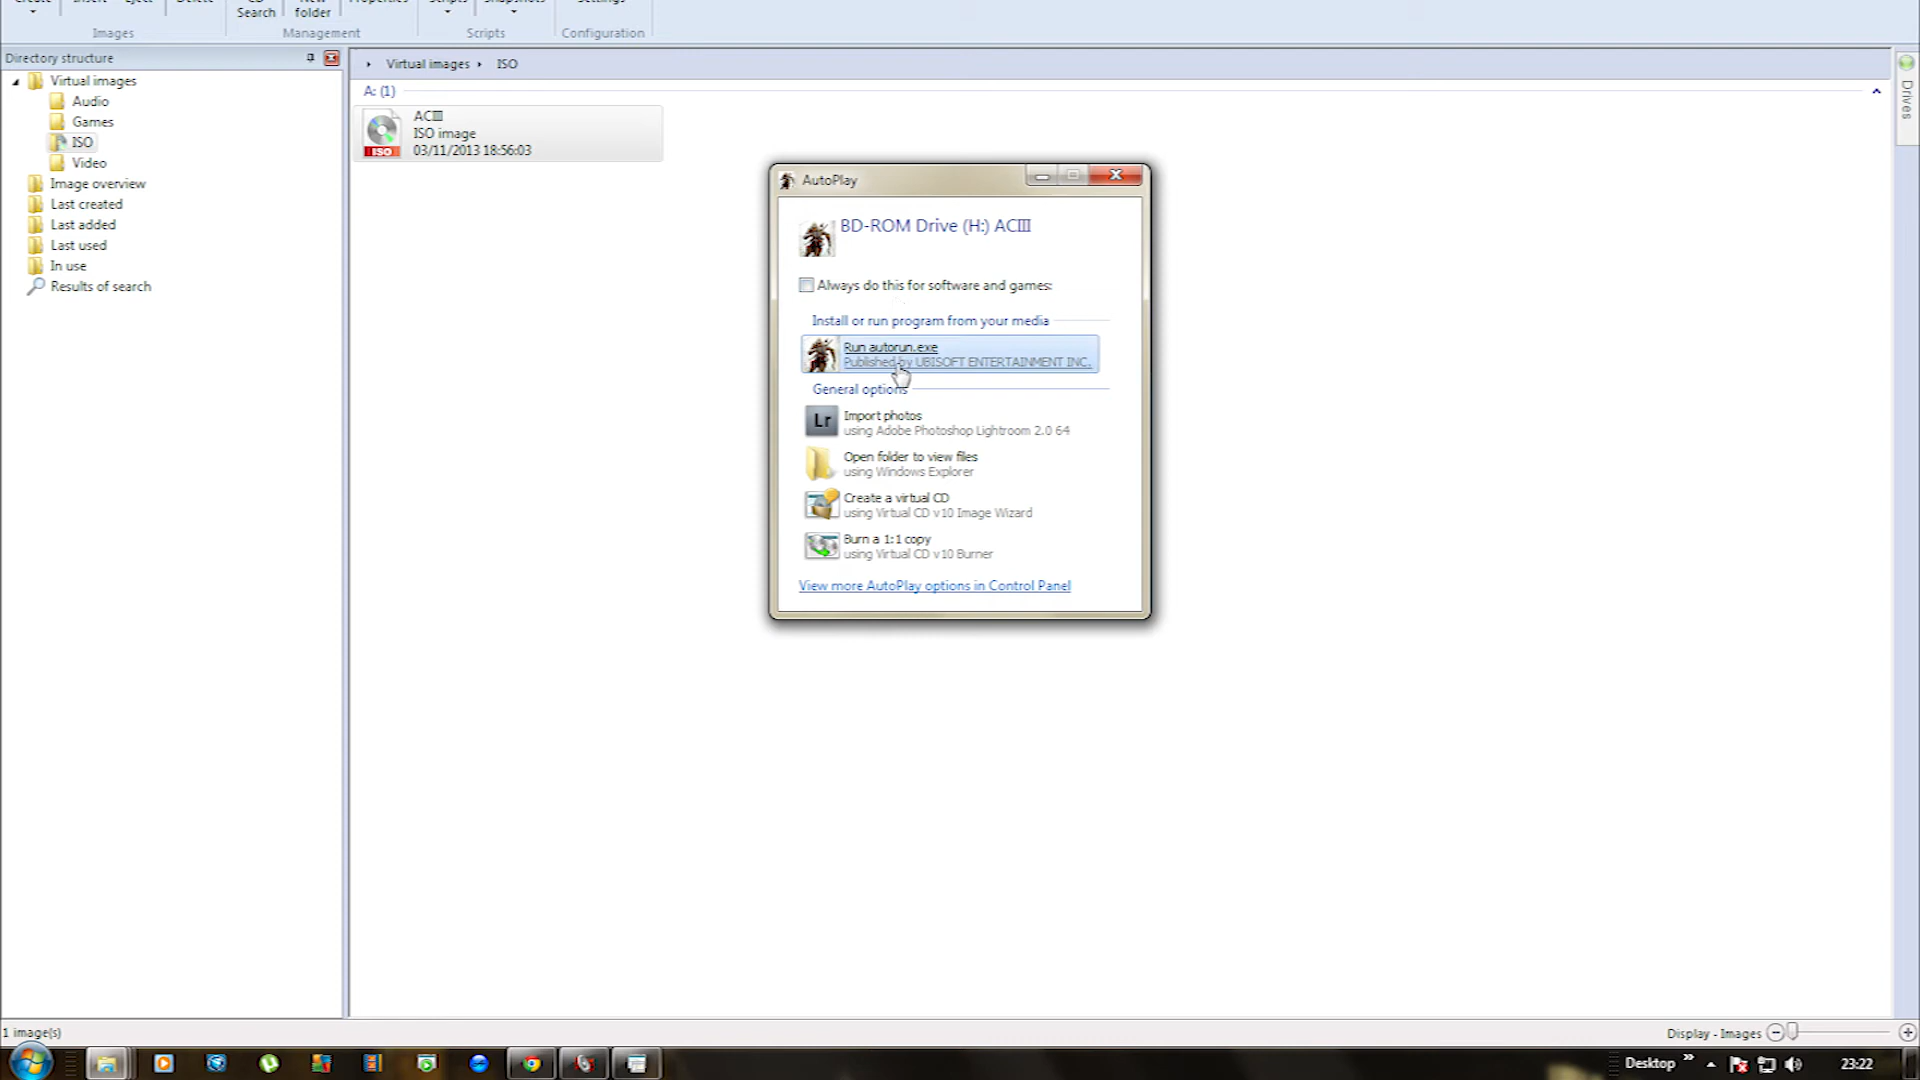 Search
New
folder
Images
Management
Scripts
Configuration
Directory structure
Virtual images
Audio
Games
ISO
Video
Image overview
Last created
Last added
Last used
In use
Results of search
Virtual images
ISO
A: (1)
ACIII
ISO image
03/11/2013 18:56:03
ISO
Drives
AutoPlay
BD-ROM Drive (H:) ACIII
Always do this for software and games:
Install or run program from your media
Run autorun.exe
Published by UBISOFT ENTERTAINMENT INC.
General options
Lr
Import photos
using Adobe Photoshop Lightroom 2.0 64
Open folder to view files
using Windows Explorer
Create a virtual CD
using Virtual CD v10 Image Wizard
Burn a 1:1 copy
using Virtual CD v10 Burner
View more AutoPlay options in Control Panel
1 image(s)
Display - Images
Desktop
23:22